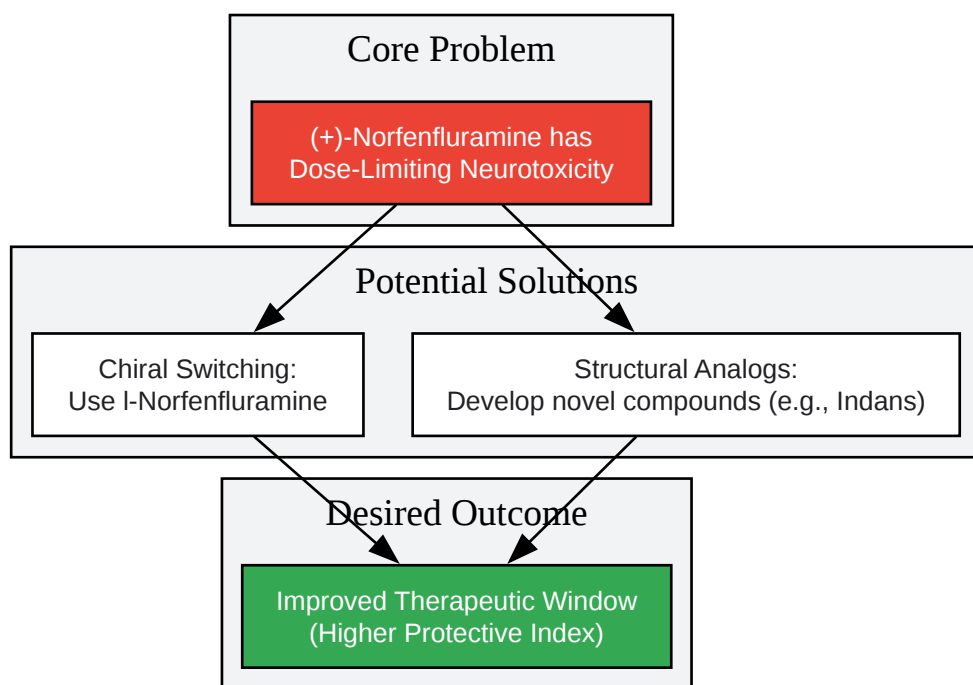 Core Problem
(+)-Norfenfluramine has
Dose-Limiting Neurotoxicity
Potential Solutions
Chiral Switching:
Use l-Norfenfluramine
Structural Analogs:
Develop novel compounds (e.g., Indans)
Desired Outcome
Improved Therapeutic Window
(Higher Protective Index)